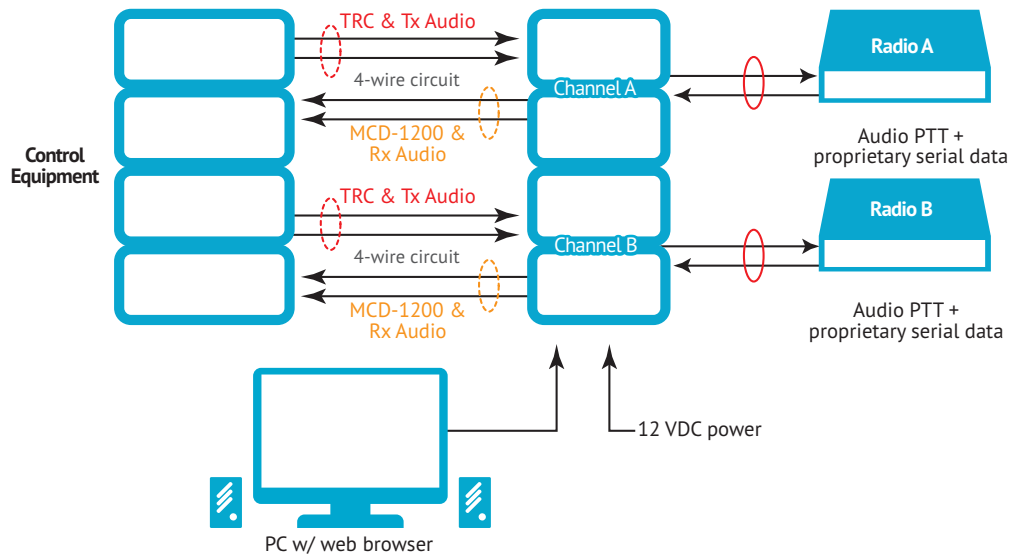 TRC & Tx Audio
4-wire circuit
MCD-1200 &
Rx Audio
Channel A
Radio A
Audio PTT +
proprietary serial data
Control
Equipment
TRC & Tx Audio
4-wire circuit
MCD-1200 &
Rx Audio
Channel B
Radio B
Audio PTT +
proprietary serial data
12 VDC power
PC w/ web browser